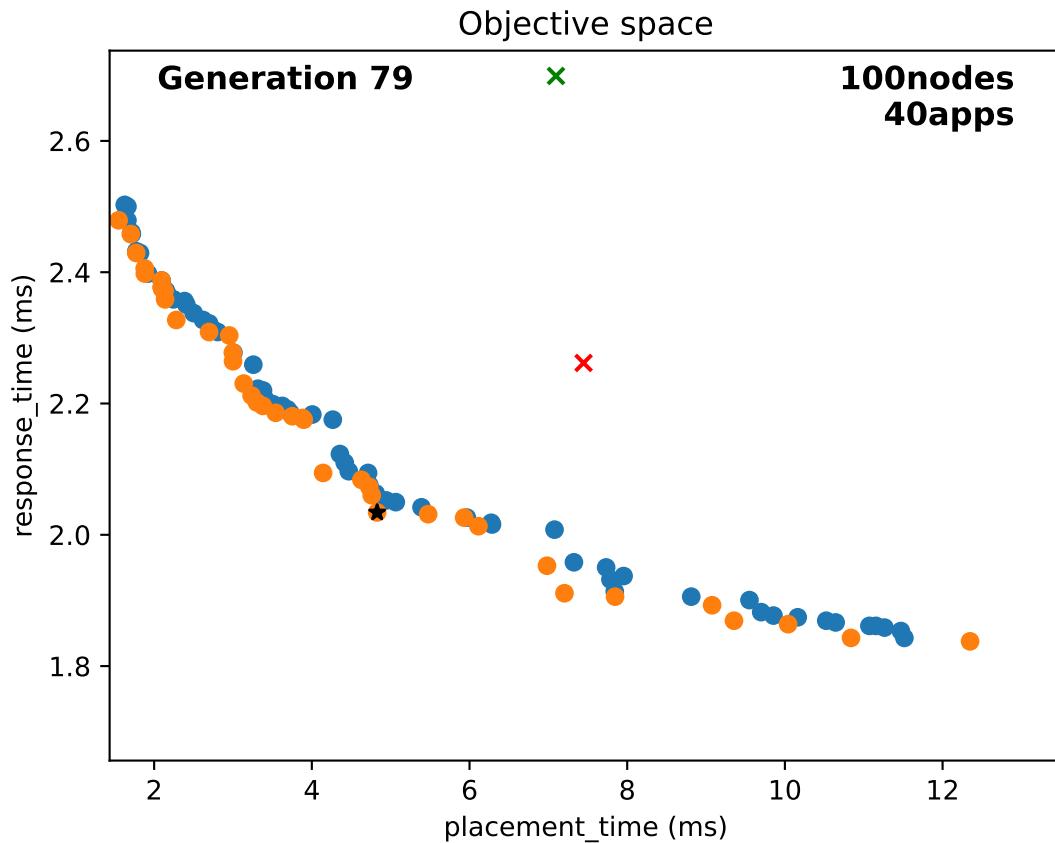 Objective space
Generation 79
100nodes
40apps
response_time (ms)
2.6
2.4
2.2
2.0
1.8
2 4 6 8 10 12
placement_time (ms)